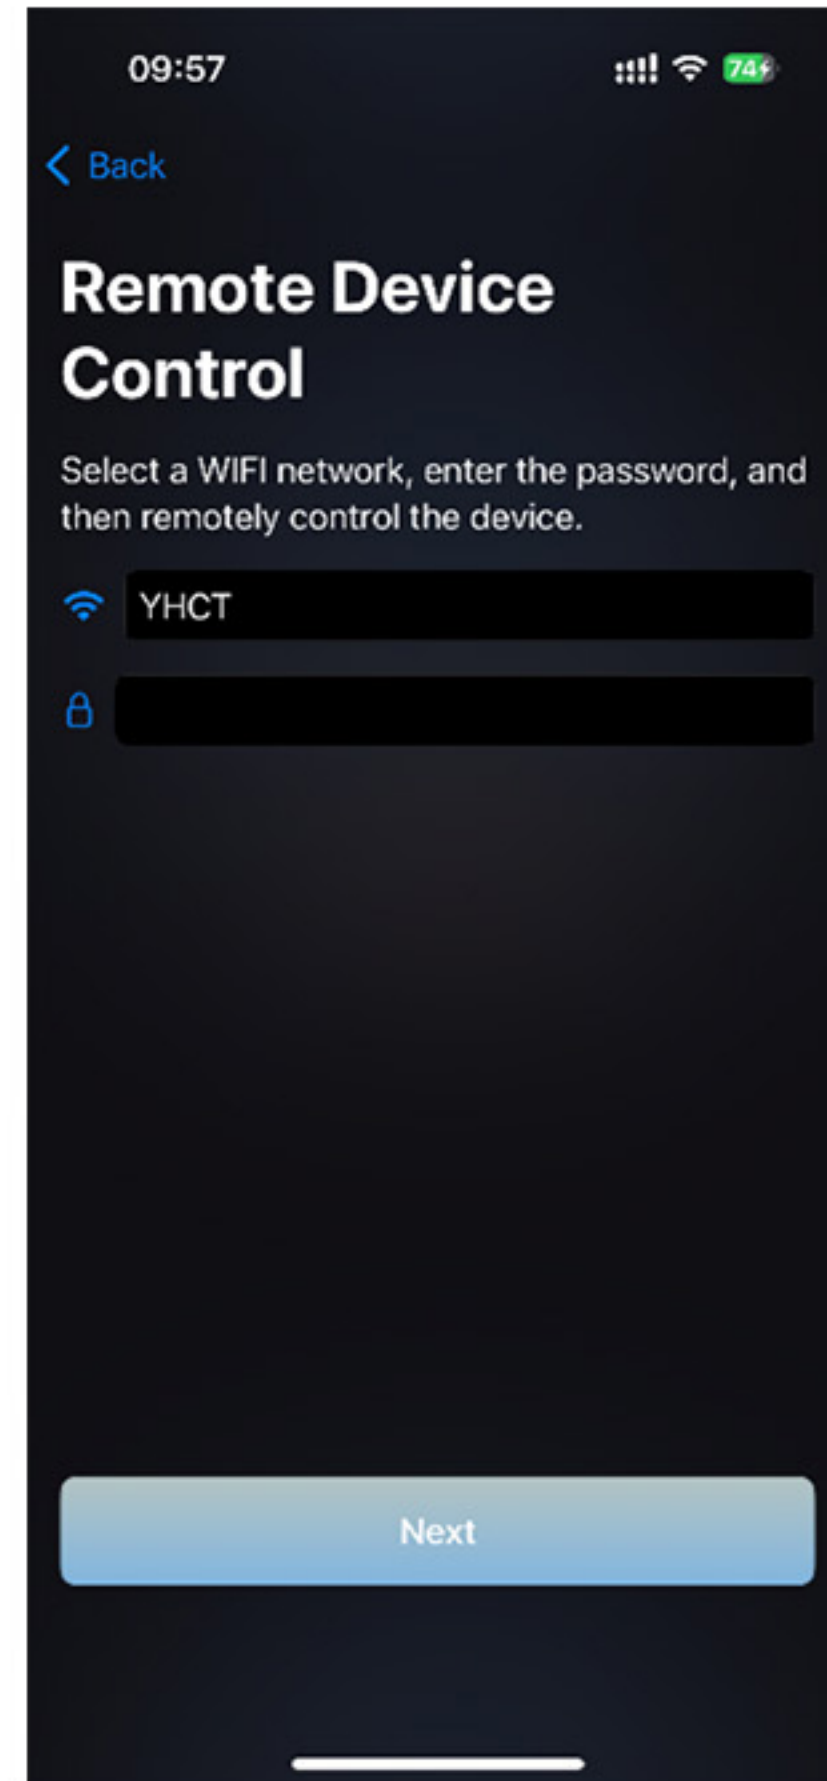 09:57
74
Back
Remote Device
Control
Select a WIFI network, enter the password, and
then remotely control the device.
YHCT
Next